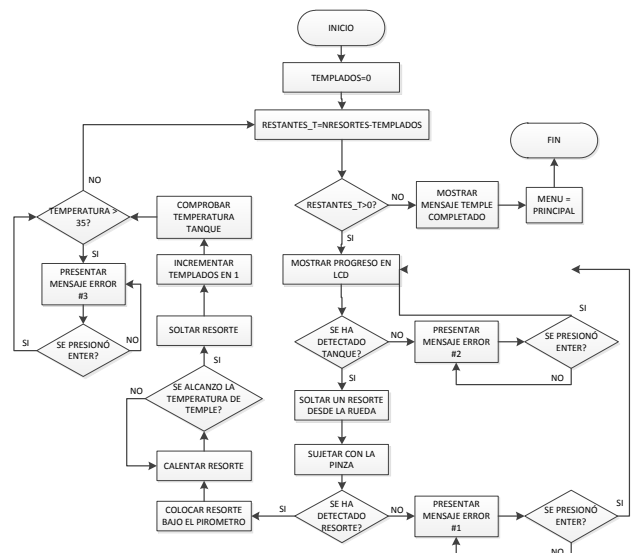 INICIO
TEMPLADOS=0
RESTANTES_T=NRESORTES-TEMPLADOS
FIN
NO
RESTANTES_T>0?
NO
MOSTRAR
MENSAJE TEMPLE
COMPLETADO
MENU =
PRINCIPAL
TEMPERATURA >
35?
COMPROBAR
TEMPERATURA
TANQUE
SI
SI
INCREMENTAR
TEMPLADOS EN 1
MOSTRAR PROGRESO EN
LCD
PRESENTAR
MENSAJE ERROR
#3
SI
SE PRESIONÓ
ENTER?
NO
SOLTAR RESORTE
SI
SE HA
DETECTADO
TANQUE?
NO
PRESENTAR
MENSAJE ERROR
#2
SI
SE PRESIONÓ
ENTER?
NO
SI
SI
NO
SE ALCANZO LA
TEMPERATURA DE
TEMPLE?
SOLTAR UN RESORTE
DESDE LA RUEDA
CALENTAR RESORTE
SUJETAR CON LA
PINZA
COLOCAR RESORTE
BAJO EL PIROMETRO
SI
SE HA
DETECTADO
RESORTE?
NO
PRESENTAR
MENSAJE ERROR
#1
SE PRESIONÓ
ENTER?
SI
NO